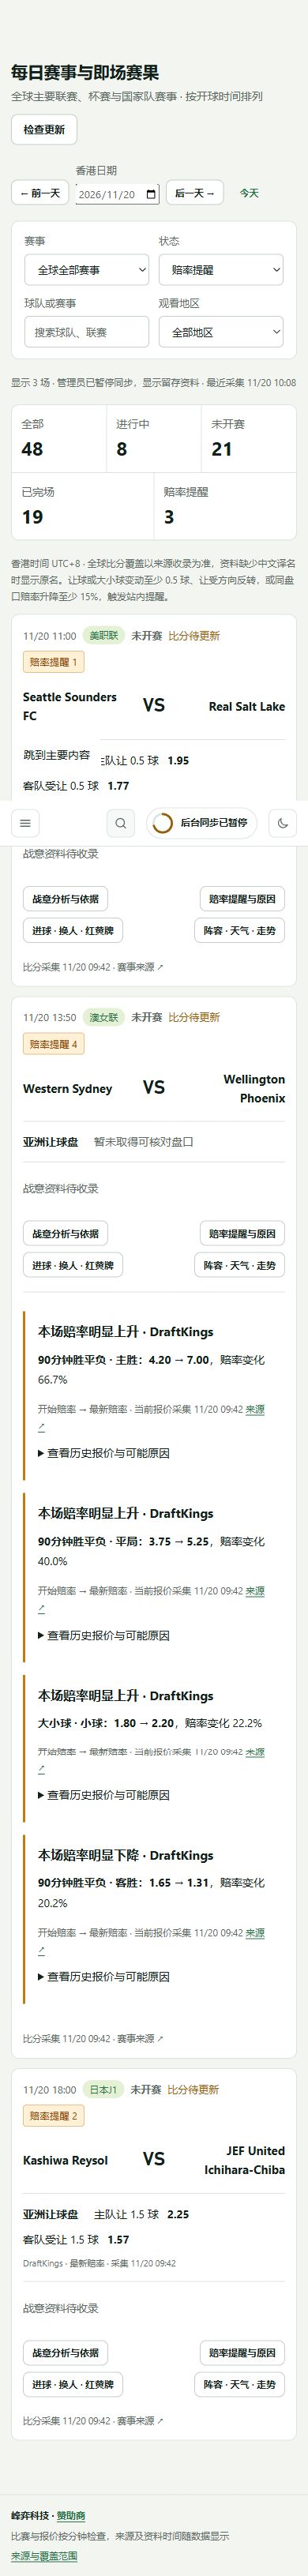 每日赛事与即场赛果
全球主要联赛、杯赛与国家队赛事 · 按开球时间排列
检查更新
香港日期
← 前一天
2026/11/20
后一天 →
今天
赛事
状态
全球全部赛事
赔率提醒
球队或赛事
观看地区
搜索球队、联赛
全部地区
显示 3 场 · 管理员已暂停同步，显示留存资料 · 最近采集 11/20 10:08
全部
进行中
未开赛
48
8
21
已完场
赔率提醒
19
3
香港时间 UTC+8 · 全球比分覆盖以来源收录为准，资料缺少中文译名
时显示原名。让球或大小球变动至少 0.5 球、让受方向反转，或同盘
口赔率升降至少 15%，触发站内提醒。
11/20 11:00 美职联 未开赛 比分待更新
赔率提醒 1
Seattle Sounders
FC
VS
Real Salt Lake
跳到主要内容
主队让 0.5 球 1.95
客队受让 0.5 球 1.77
后台同步已暂停
战意资料待收录
战意分析与依据
赔率提醒与原因
进球 · 换人 · 红黄牌
阵容 · 天气 · 走势
比分采集 11/20 09:42 · 赛事来源 ↗
11/20 13:50 澳女联 未开赛 比分待更新
赔率提醒 4
Western Sydney
VS
Wellington
Phoenix
亚洲让球盘 暂未取得可核对盘口
战意资料待收录
战意分析与依据
赔率提醒与原因
进球 · 换人 · 红黄牌
阵容 · 天气 · 走势
本场赔率明显上升 · DraftKings
90分钟胜平负 · 主胜：4.20 → 7.00，赔率变化
66.7%
开始赔率 → 最新赔率 · 当前报价采集 11/20 09:42 来源
↗
▶ 查看历史报价与可能原因
本场赔率明显上升 · DraftKings
90分钟胜平负 · 平局：3.75 → 5.25，赔率变化
40.0%
开始赔率 → 最新赔率 · 当前报价采集 11/20 09:42 来源
↗
▶ 查看历史报价与可能原因
本场赔率明显上升 · DraftKings
大小球 · 小球：1.80 → 2.20，赔率变化 22.2%
开始赔率 → 最新赔率 · 当前报价采集 11/20 09:42 来源
↗
▶ 查看历史报价与可能原因
本场赔率明显下降 · DraftKings
90分钟胜平负 · 客胜：1.65 → 1.31，赔率变化
20.2%
开始赔率 → 最新赔率 · 当前报价采集 11/20 09:42 来源
↗
▶ 查看历史报价与可能原因
比分采集 11/20 09:42 · 赛事来源 ↗
11/20 18:00 日本J1 未开赛 比分待更新
赔率提醒 2
Kashiwa Reysol
VS
JEF United
Ichihara-Chiba
亚洲让球盘 主队让 1.5 球 2.25
客队受让 1.5 球 1.57
DraftKings · 最新赔率 · 采集 11/20 09:42
战意资料待收录
战意分析与依据
赔率提醒与原因
进球 · 换人 · 红黄牌
阵容 · 天气 · 走势
比分采集 11/20 09:42 · 赛事来源 ↗
峰弈科技 · 赞助商
比赛与报价按分钟检查，来源及资料时间随数据显示
来源与覆盖范围